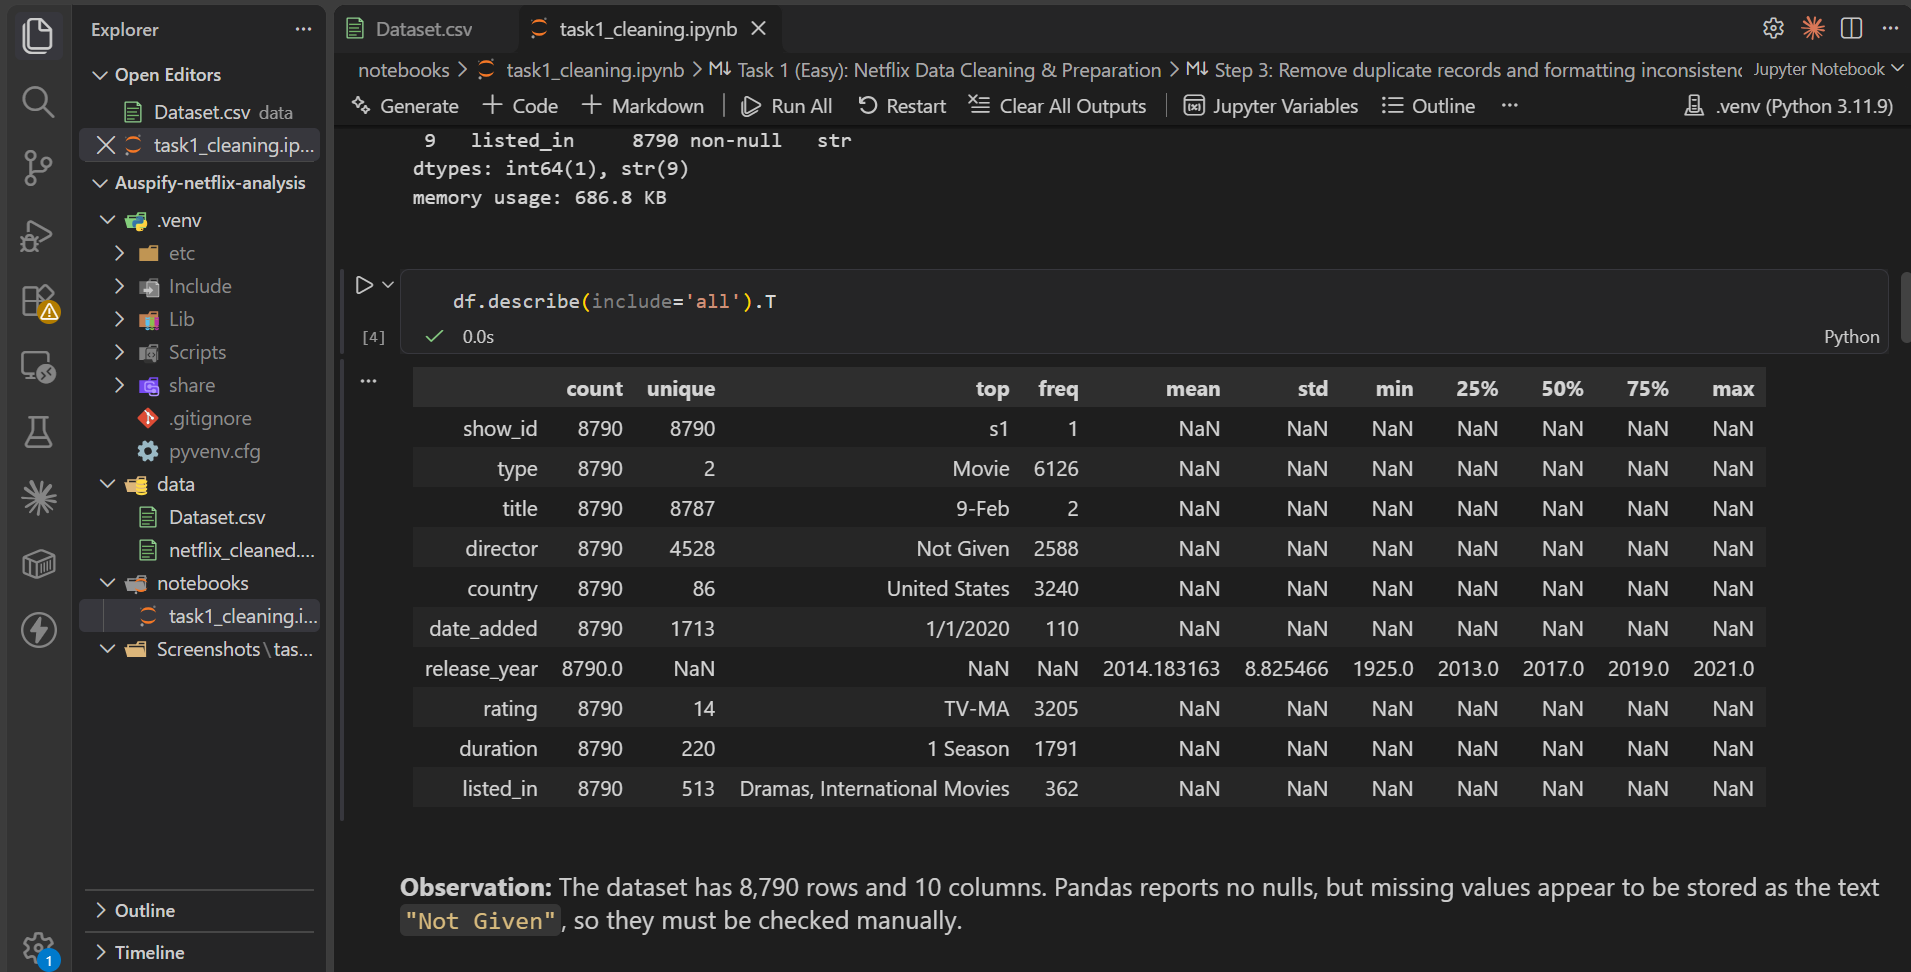 Explorer
Open Editors
Dataset.csv data
task1_cleaning.ip...
Auspify-netflix-analysis
.venv
etc
Include
Lib
Scripts
share
.gitignore
pyvenv.cfg
data
Dataset.csv
netflix_cleaned....
notebooks
task1_cleaning.i...
Screenshots\tas...
Outline
Timeline
1
Dataset.csv
task1_cleaning.ipynb
notebooks > task1_cleaning.ipynb > M↓ Task 1 (Easy): Netflix Data Cleaning & Preparation > M↓ Step 3: Remove duplicate records and formatting inconsistenc Jupyter Notebook
Generate + Code + Markdown | Run All Restart Clear All Outputs | Jupyter Variables Outline ... .venv (Python 3.11.9)
9 listed_in 8790 non-null str
dtypes: int64(1), str(9)
memory usage: 686.8 KB
df.describe(include='all').T
[4] 0.0s Python
count unique top freq mean std min 25% 50% 75% max
show_id 8790 8790 s1 1 NaN NaN NaN NaN NaN NaN NaN
type 8790 2 Movie 6126 NaN NaN NaN NaN NaN NaN NaN
title 8790 8787 9-Feb 2 NaN NaN NaN NaN NaN NaN NaN
director 8790 4528 Not Given 2588 NaN NaN NaN NaN NaN NaN NaN
country 8790 86 United States 3240 NaN NaN NaN NaN NaN NaN NaN
date_added 8790 1713 1/1/2020 110 NaN NaN NaN NaN NaN NaN NaN
release_year 8790.0 NaN NaN NaN 2014.183163 8.825466 1925.0 2013.0 2017.0 2019.0 2021.0
rating 8790 14 TV-MA 3205 NaN NaN NaN NaN NaN NaN NaN
duration 8790 220 1 Season 1791 NaN NaN NaN NaN NaN NaN NaN
listed_in 8790 513 Dramas, International Movies 362 NaN NaN NaN NaN NaN NaN NaN
Observation: The dataset has 8,790 rows and 10 columns. Pandas reports no nulls, but missing values appear to be stored as the text
"Not Given", so they must be checked manually.